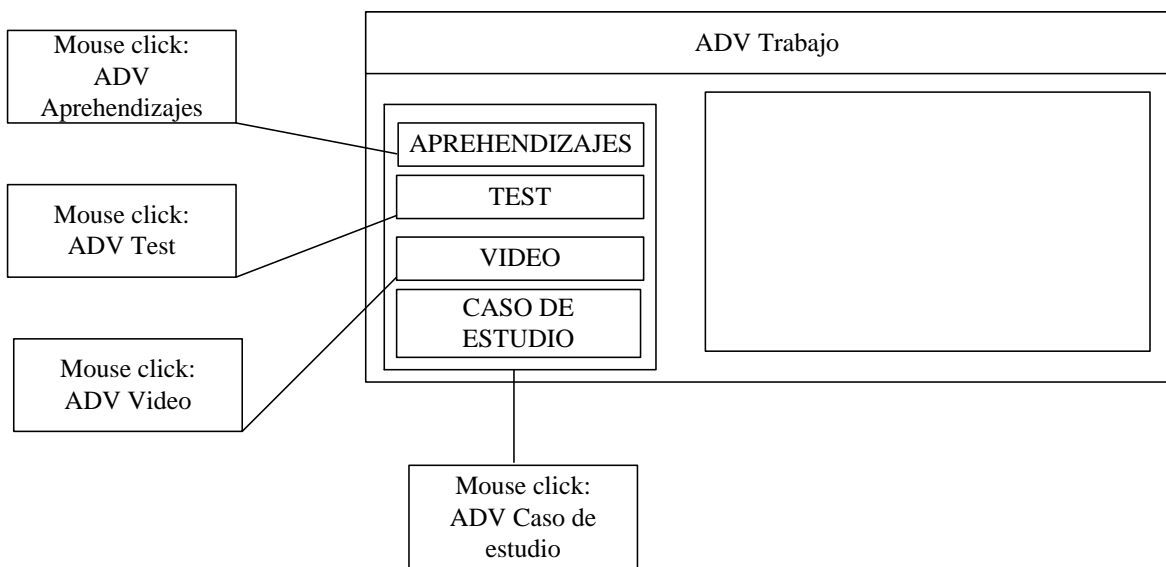 Mouse click:
ADV
Aprehendizajes
ADV Trabajo
APREHENDIZAJES
Mouse click:
ADV Test
TEST
VIDEO
CASO DE
ESTUDIO
Mouse click:
ADV Video
Mouse click:
ADV Caso de
estudio